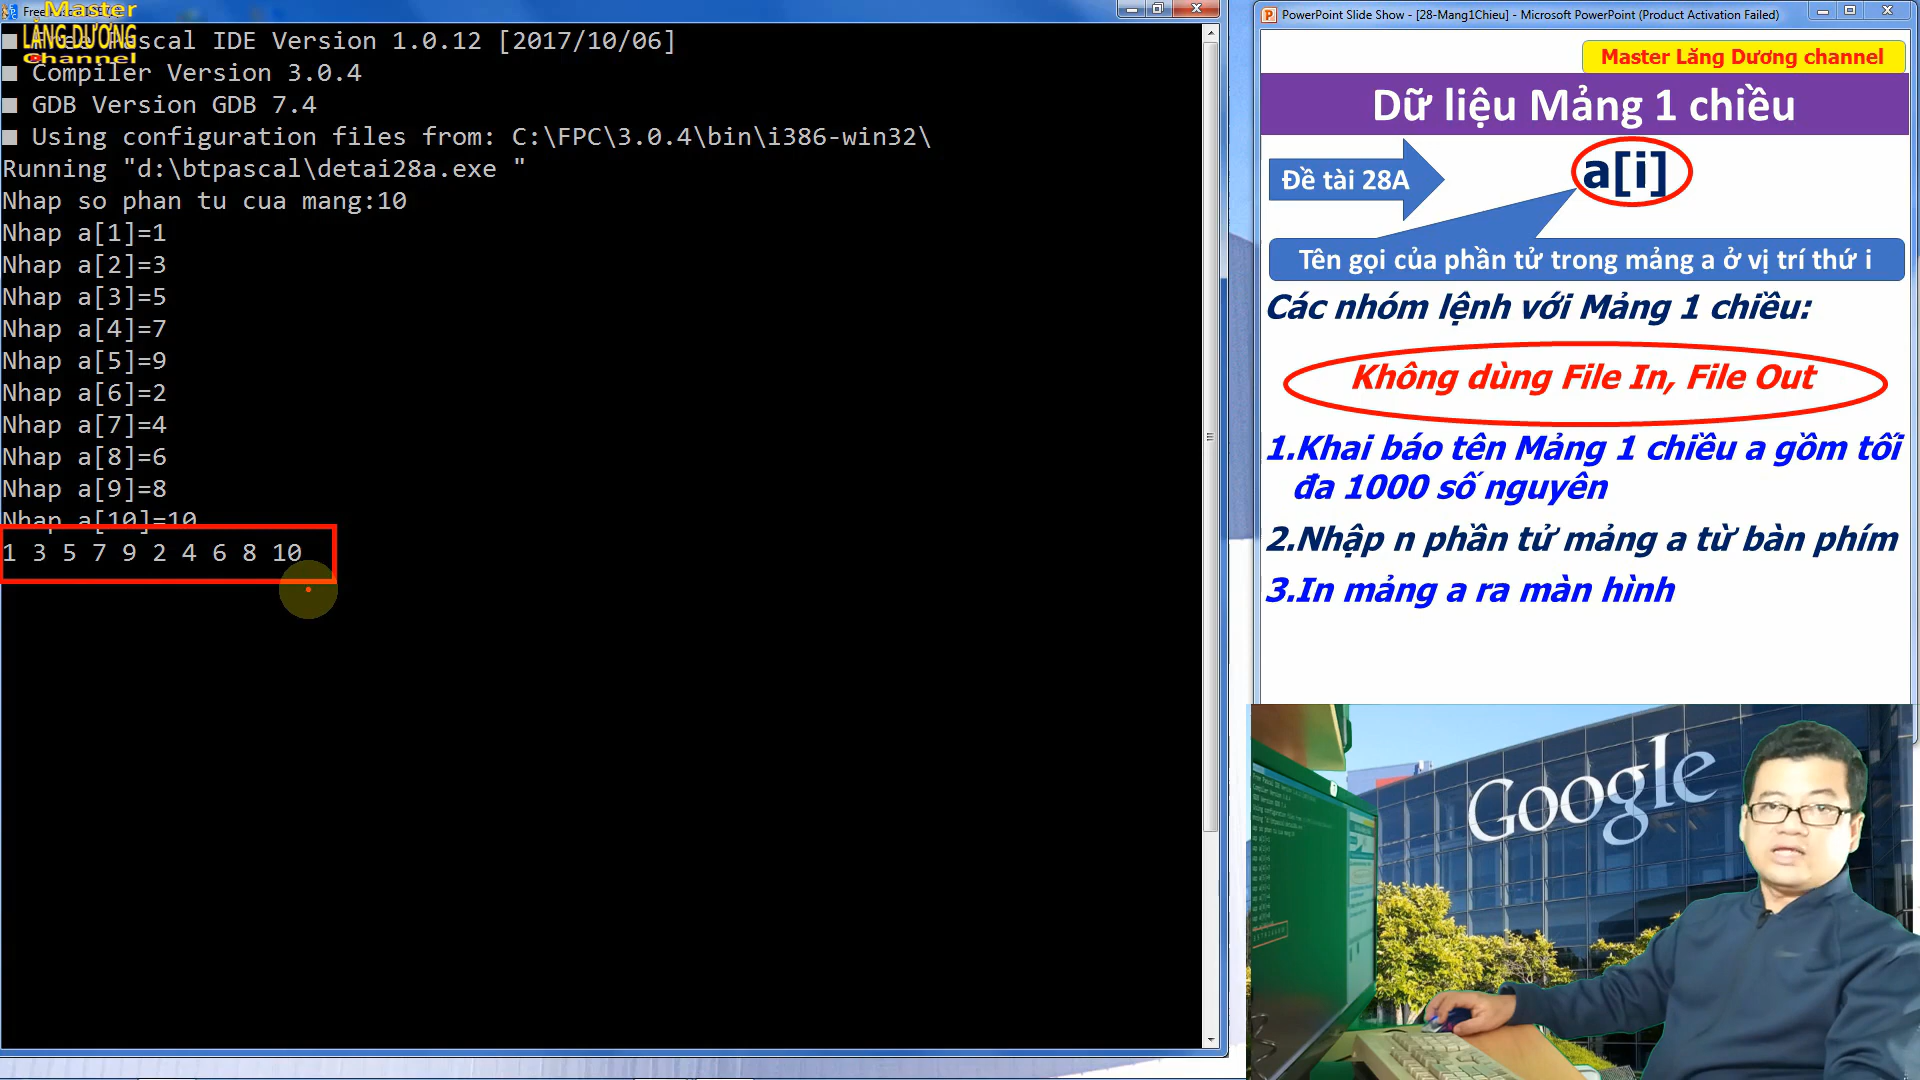 Master
LĂNG DƯƠNG
Channel
Free Pascal IDE Version 1.0.12 [2017/10/06]
Compiler Version 3.0.4
GDB Version GDB 7.4
Using configuration files from: C:\FPC\3.0.4\bin\i386-win32\
Running "d:\btpascal\detai28a.exe "
Nhap so phan tu cua mang:10
Nhap a[1]=1
Nhap a[2]=3
Nhap a[3]=5
Nhap a[4]=7
Nhap a[5]=9
Nhap a[6]=2
Nhap a[7]=4
Nhap a[8]=6
Nhap a[9]=8
Nhap a[10]=10
1 3 5 7 9 2 4 6 8 10
PowerPoint Slide Show - [28-Mang1Chieu] - Microsoft PowerPoint (Product Activation Failed)
Master Lăng Dương channel
Dữ liệu Mảng 1 chiều
Đề tài 28A
a[i]
Tên gọi của phần tử trong mảng a ở vị trí thứ i
Các nhóm lệnh với Mảng 1 chiều:
Không dùng File In, File Out
1.Khai báo tên Mảng 1 chiều a gồm tối
đa 1000 số nguyên
2.Nhập n phần tử mảng a từ bàn phím
3.In mảng a ra màn hình
Google